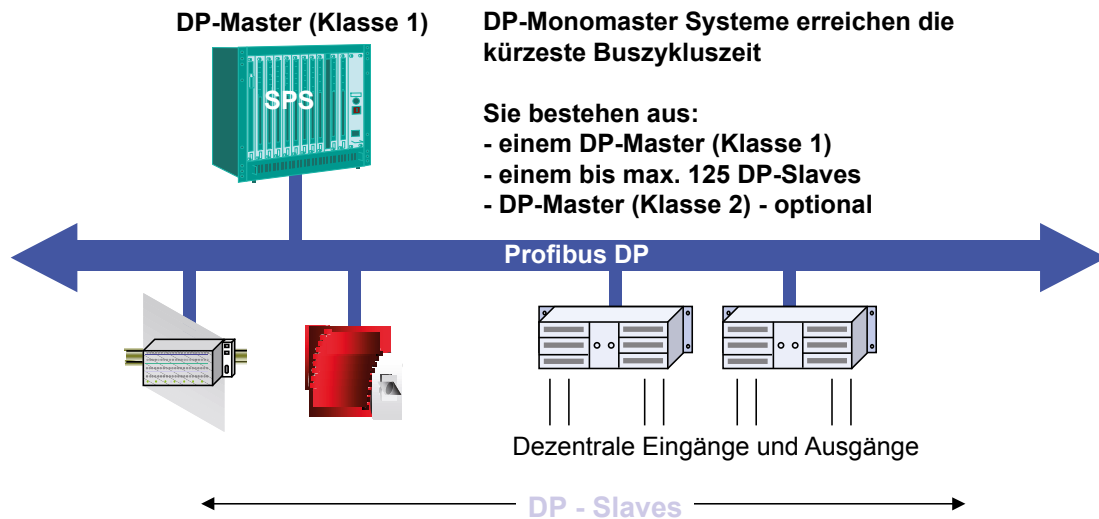 DP-Master (Klasse 1)
SPS
DP-Monomaster Systeme erreichen die
kürzeste Buszykluszeit
Sie bestehen aus:
- einem DP-Master (Klasse 1)
- einem bis max. 125 DP-Slaves
- DP-Master (Klasse 2) - optional
Profibus DP
Dezentrale Eingänge und Ausgänge
DP - Slaves